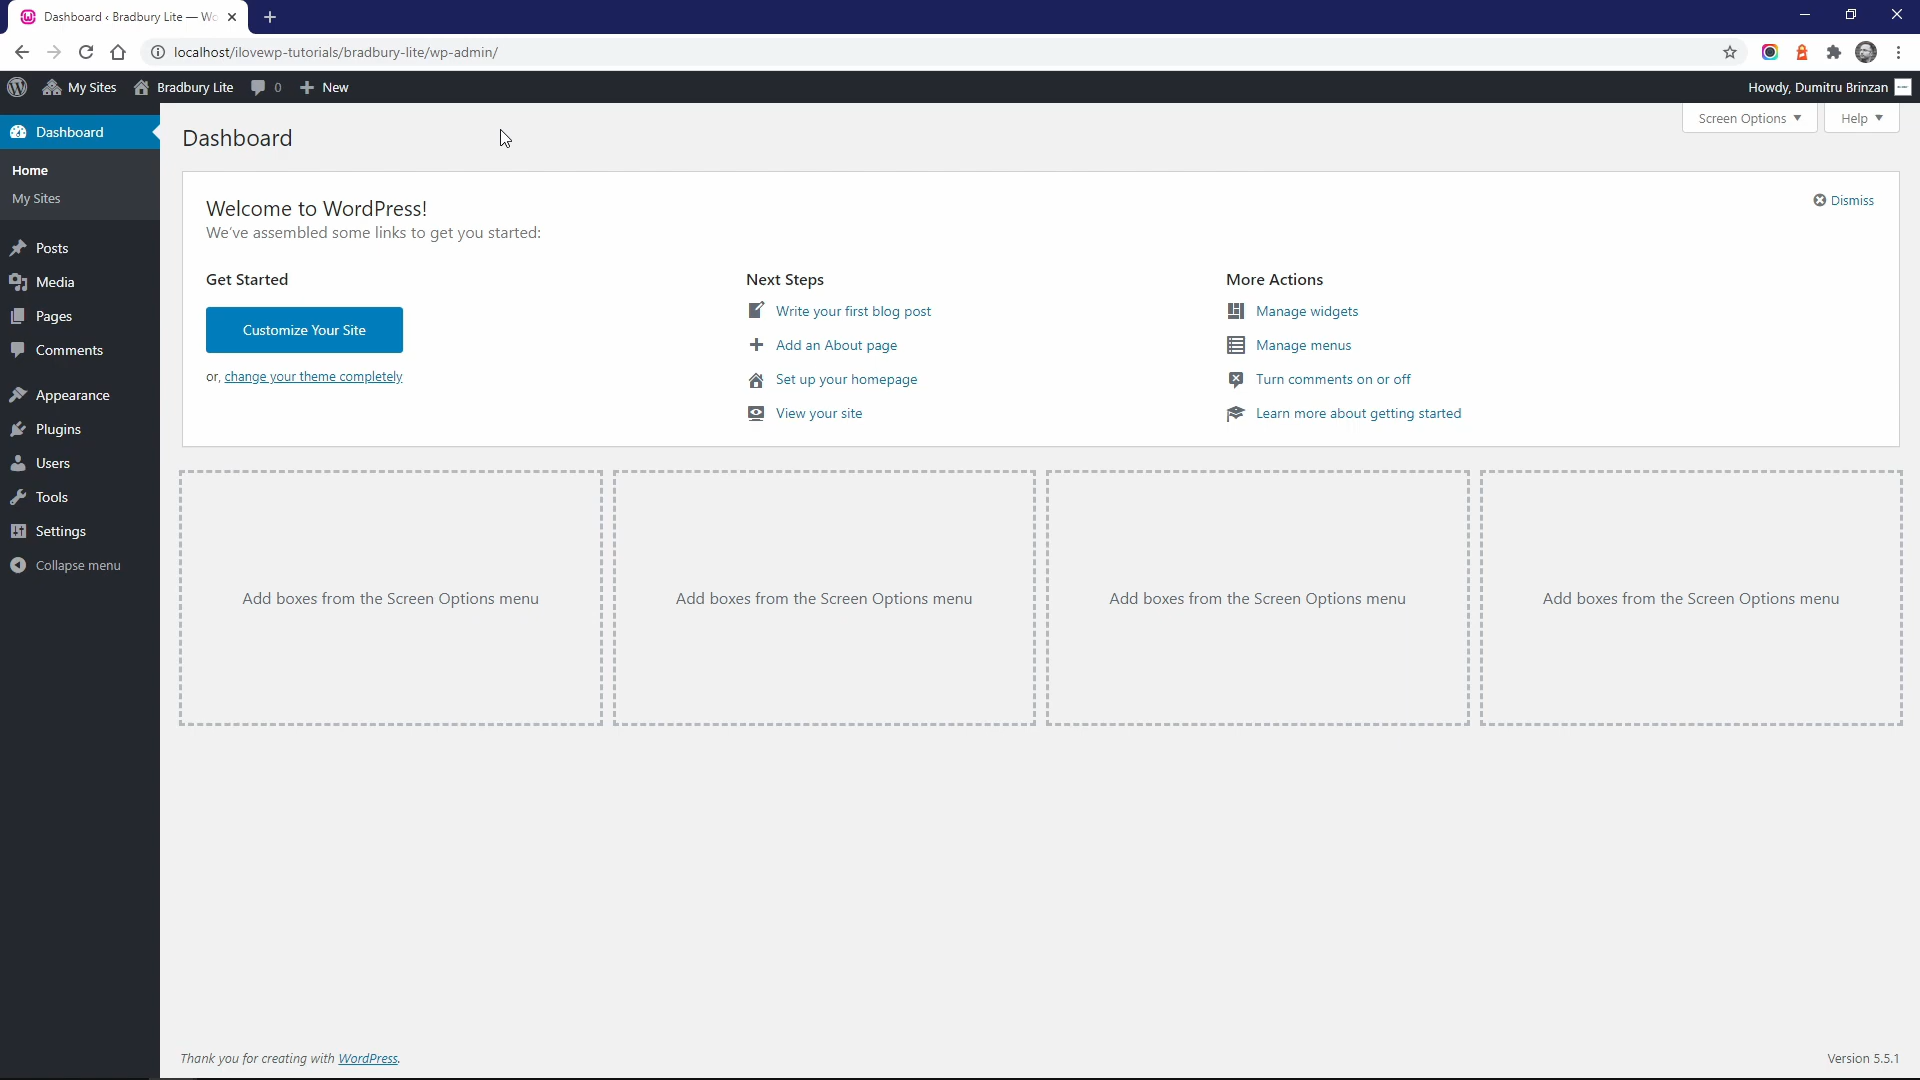 Dashboard ‹ Bradbury Lite — Wo
localhost/ilovewp-tutorials/bradbury-lite/wp-admin/
My Sites
Bradbury Lite
0
New
Howdy, Dumitru Brinzan
Dashboard
Home
My Sites
Posts
Media
Pages
Comments
Appearance
Plugins
Users
Tools
Settings
Collapse menu
Screen Options
Help
Dashboard
Welcome to WordPress!
We've assembled some links to get you started:
Dismiss
Get Started
Customize Your Site
or, change your theme completely
Next Steps
Write your first blog post
Add an About page
Set up your homepage
View your site
More Actions
Manage widgets
Manage menus
Turn comments on or off
Learn more about getting started
Add boxes from the Screen Options menu
Add boxes from the Screen Options menu
Add boxes from the Screen Options menu
Add boxes from the Screen Options menu
Thank you for creating with WordPress.
Version 5.5.1